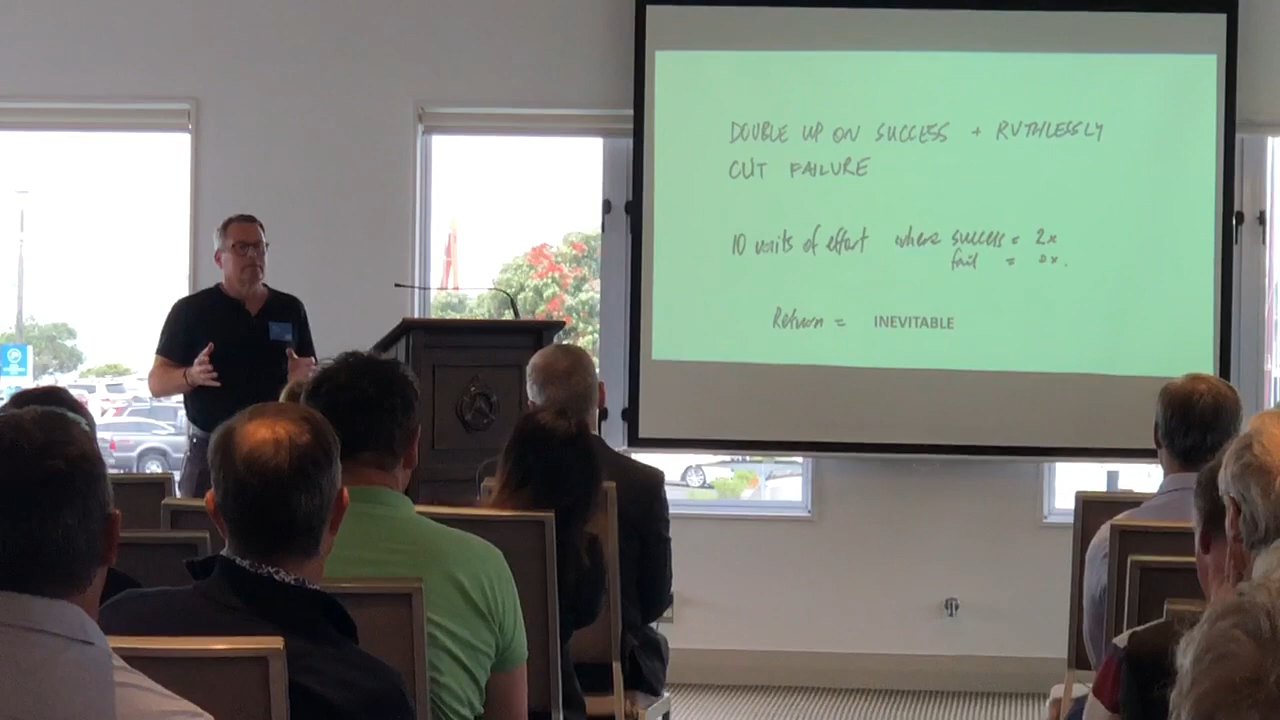 DOUBLE UP ON SUCCESS + RUTHLESSLY
CUT FAILURE
10 units of effort where success = 2x
fail = 0x.
Return = INEVITABLE